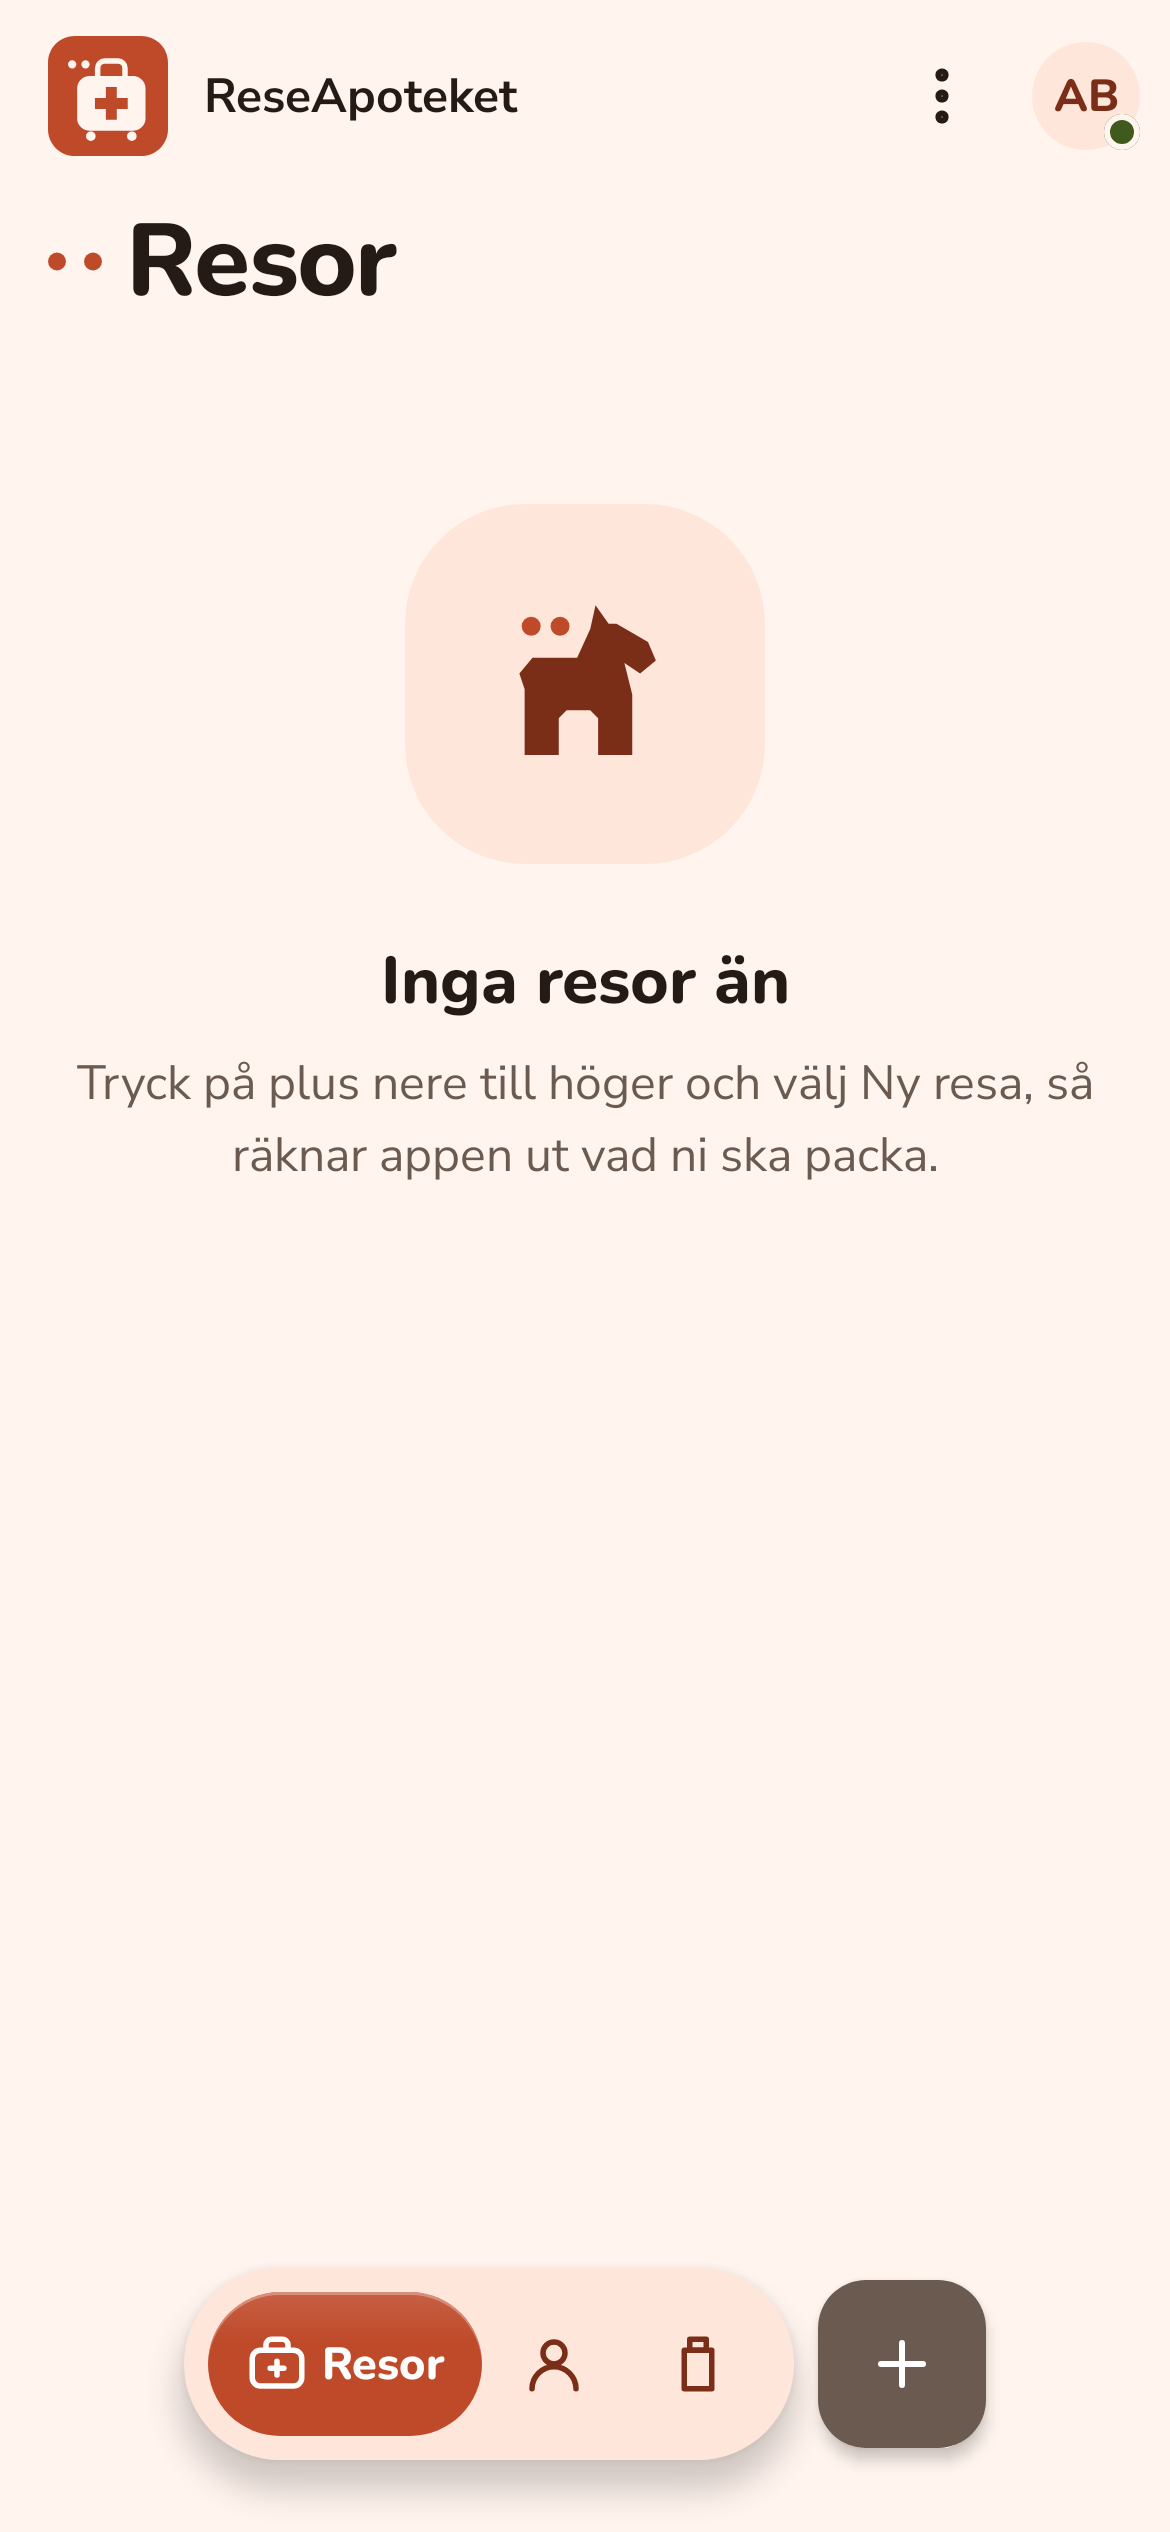 ReseApoteket
AB
Resor
Inga resor än
Tryck på plus nere till höger och välj Ny resa, så
räknar appen ut vad ni ska packa.
Resor